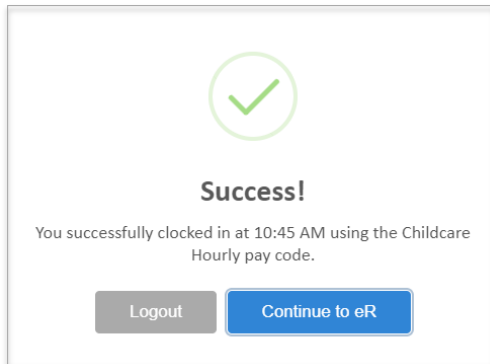 Success!
You successfully clocked in at 10:45 AM using the Childcare
Hourly pay code.
Logout
Continue to eR